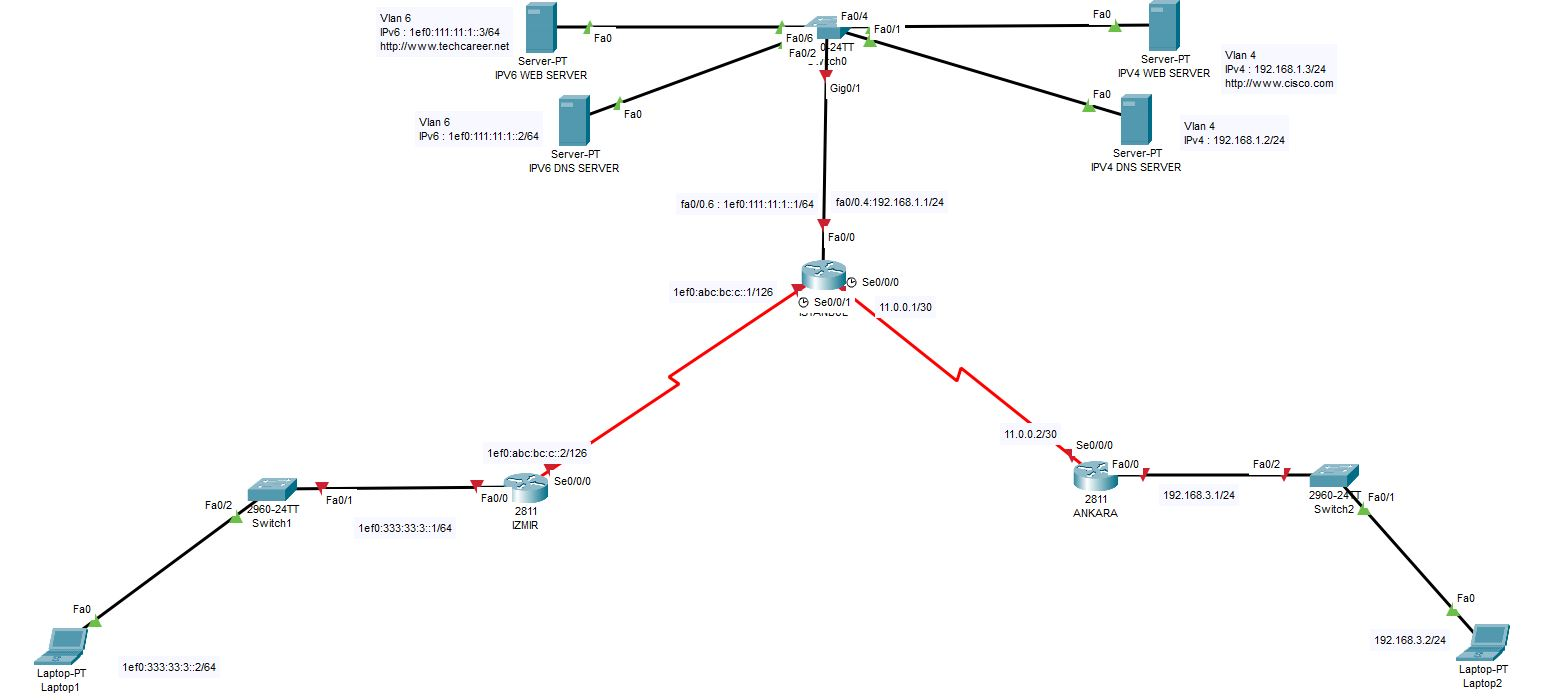 Vlan 6
IPv6 : 1ef0:111:11:1::3/64
http://www.techcareer.net
Fa0
Server-PT
IPV6 WEB SERVER
Fa0/4
Fa0/6
Fa0/1
Fa0/2
0-24TT
Gig0/1
Fa0
Server-PT
IPV4 WEB SERVER
Vlan 4
IPv4 : 192.168.1.3/24
http://www.cisco.com
Vlan 6
IPv6 : 1ef0:111:11:1::2/64
Fa0
Server-PT
IPV6 DNS SERVER
Fa0
Server-PT
IPV4 DNS SERVER
Vlan 4
IPv4 : 192.168.1.2/24
fa0/0.6 : 1ef0:111:11:1::1/64
fa0/0.4:192.168.1.1/24
Fa0/0
Se0/0/0
1ef0:abc:bc:c::1/126
Se0/0/1
11.0.0.1/30
ISTANBUL
1ef0:abc:bc:c::2/126
Se0/0/0
Fa0/0
2811
IZMIR
Fa0/1
Fa0/2
2960-24TT
Switch1
1ef0:333:33:3::1/64
Fa0
Laptop-PT
Laptop1
1ef0:333:33:3::2/64
11.0.0.2/30
Se0/0/0
Fa0/0
2811
ANKARA
192.168.3.1/24
Fa0/2
2960-24TT
Switch2
Fa0/1
Fa0
192.168.3.2/24
Laptop-PT
Laptop2